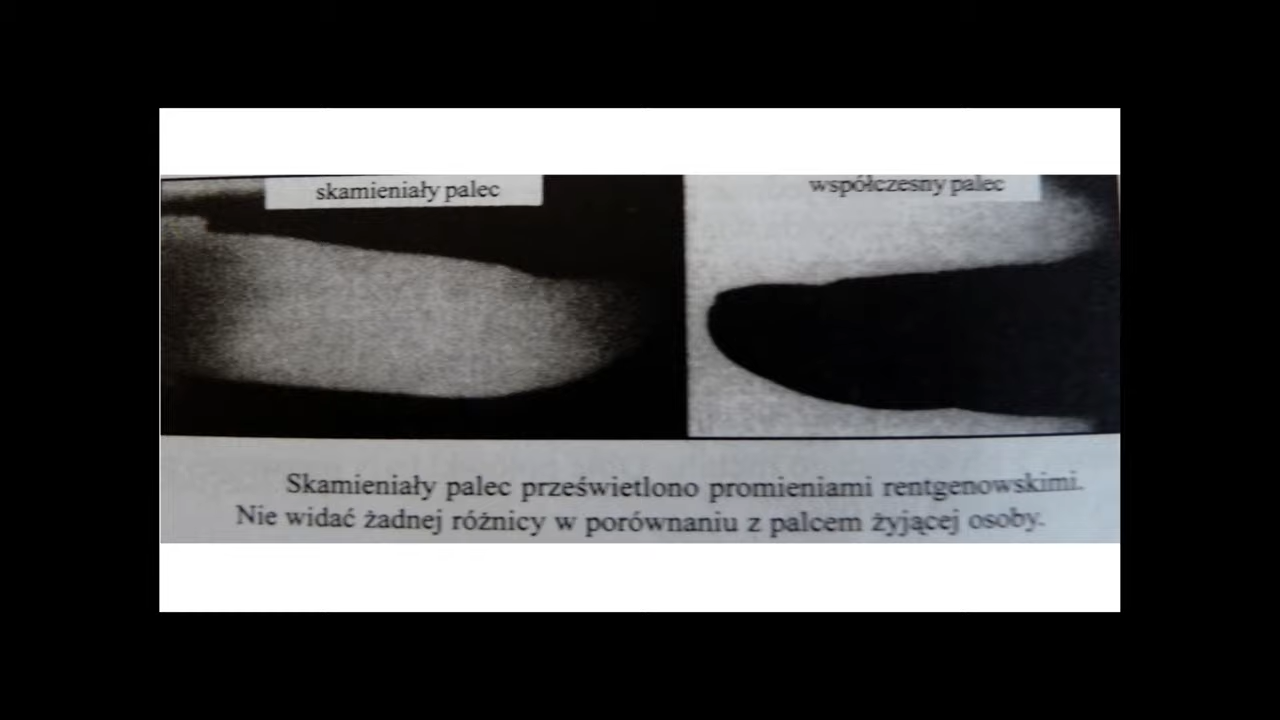 skamieniały palec
współczesny palec
Skamieniały palec prześwietlono promieniami rentgenowskimi.
Nie widać żadnej różnicy w porównaniu z palcem żyjącej osoby.